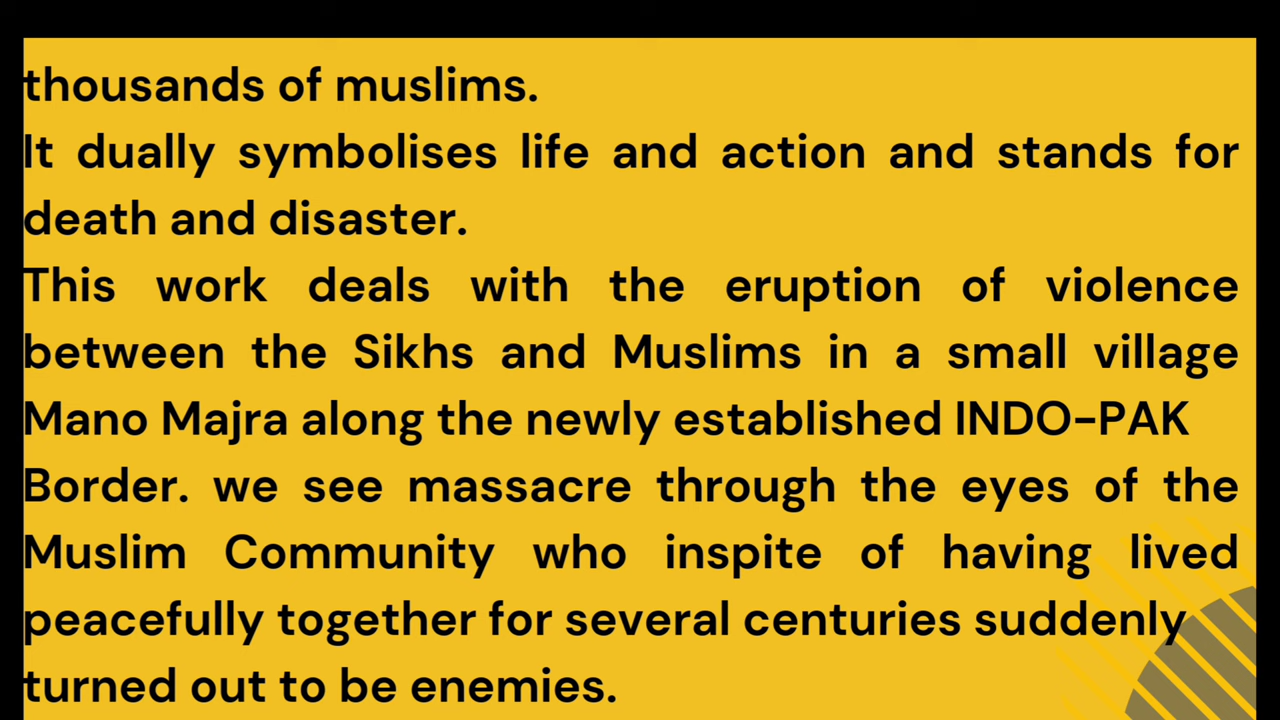 thousands of muslims.
It dually symbolises life and action and stands for
death and disaster.
This work deals with the eruption of violence
between the Sikhs and Muslims in a small village
Mano Majra along the newly established INDO-PAK
Border. we see massacre through the eyes of the
Muslim Community who inspite of having lived
peacefully together for several centuries suddenly
turned out to be enemies.